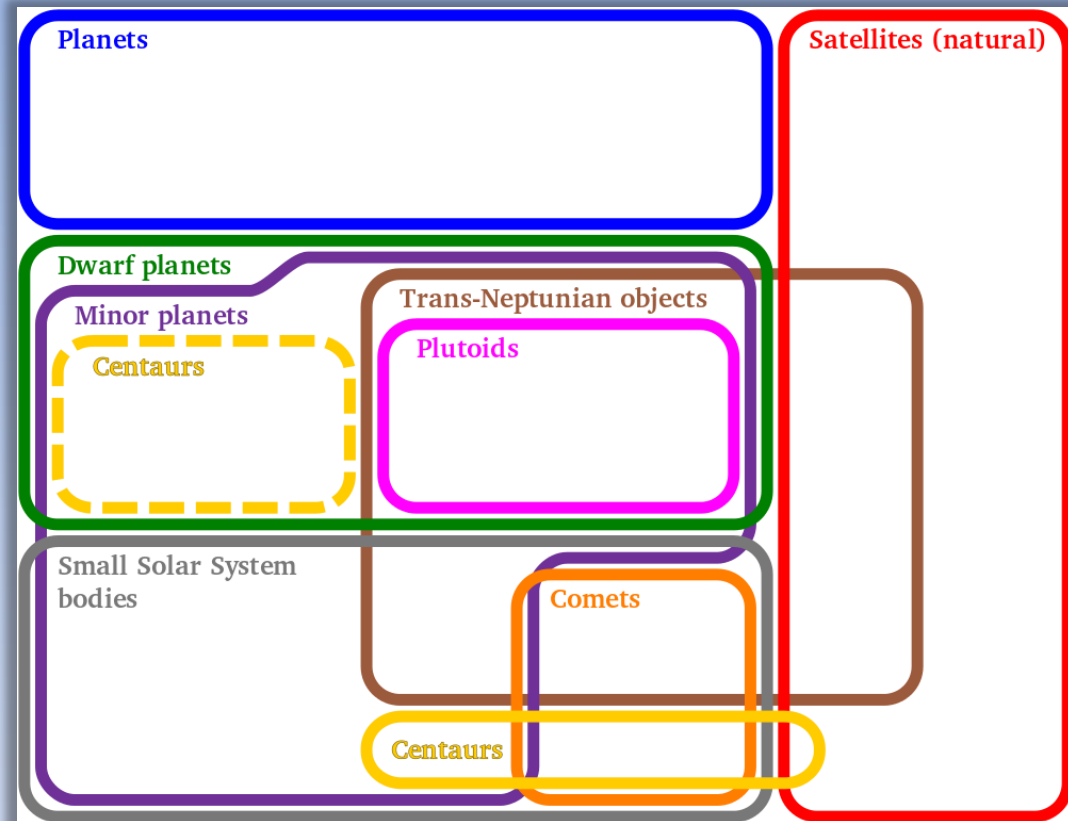 Planets
Satellites (natural)
Dwarf planets
Minor planets
Trans-Neptunian objects
Centaurs
Plutoids
Small Solar System
bodies
Comets
Centaurs